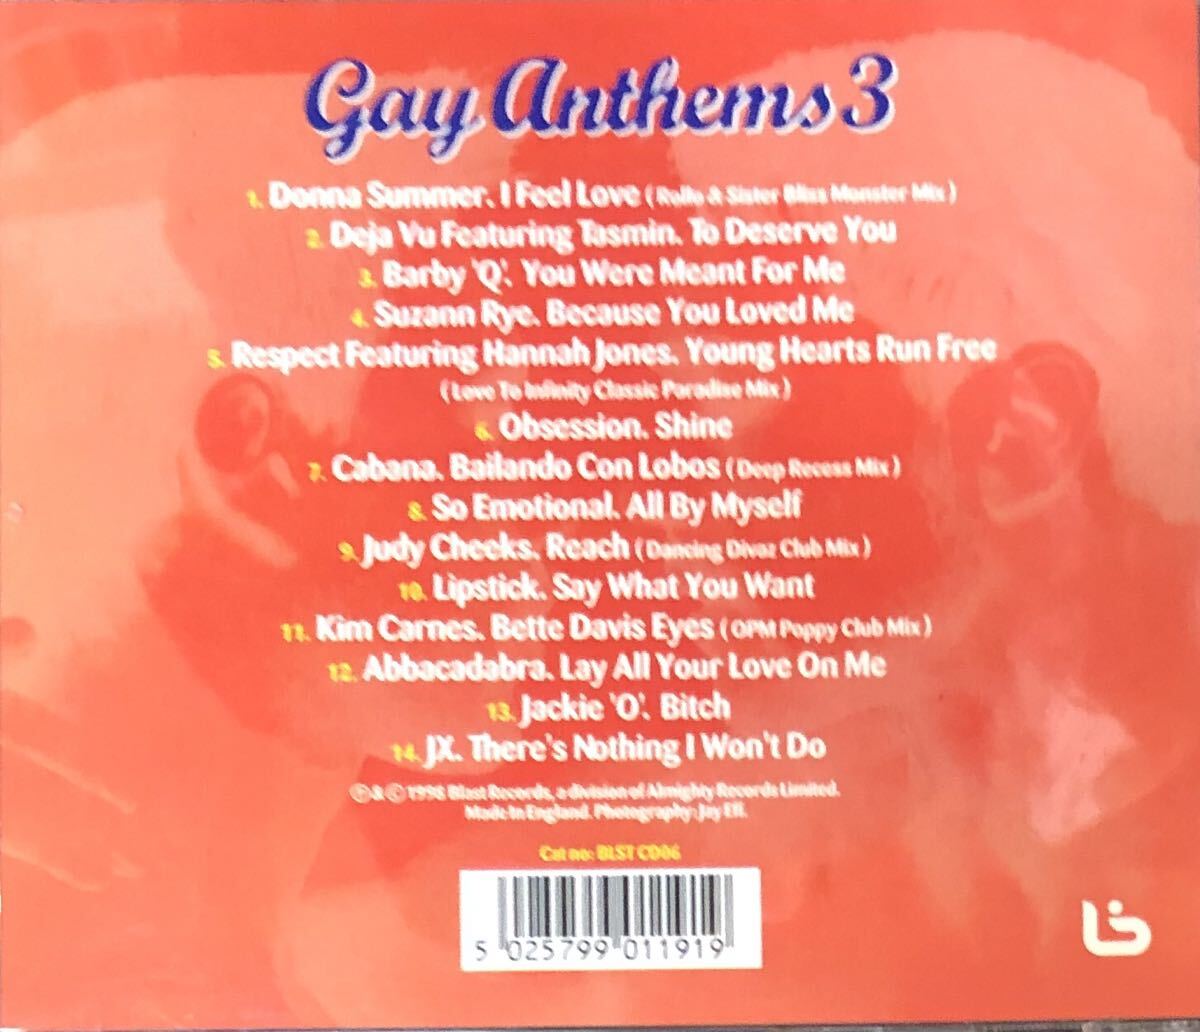 Gay Anthems 3
1. Donna Summer. I Feel Love ( Rollo & Sister Bliss Monster Mix )
2. Deja Vu Featuring Tasmin. To Deserve You
3. Barby 'Q'. You Were Meant For Me
4. Suzann Rye. Because You Loved Me
5. Respect Featuring Hannah Jones. Young Hearts Run Free
( Love To Infinity Classic Paradise Mix )
6. Obsession. Shine
7. Cabana. Bailando Con Lobos ( Deep Recess Mix )
8. So Emotional. All By Myself
9. Judy Cheeks. Reach ( Dancing Divaz Club Mix )
10. Lipstick. Say What You Want
11. Kim Carnes. Bette Davis Eyes ( OPM Poppy Club Mix )
12. Abbacadabra. Lay All Your Love On Me
13. Jackie 'O'. Bitch
14. JX. There's Nothing I Won't Do
Ⓟ & © 1998 Blast Records, a division of Almighty Records Limited.
Made In England. Photography: Jay Eff.
Cat no: BLST CD06
5 025799 011919